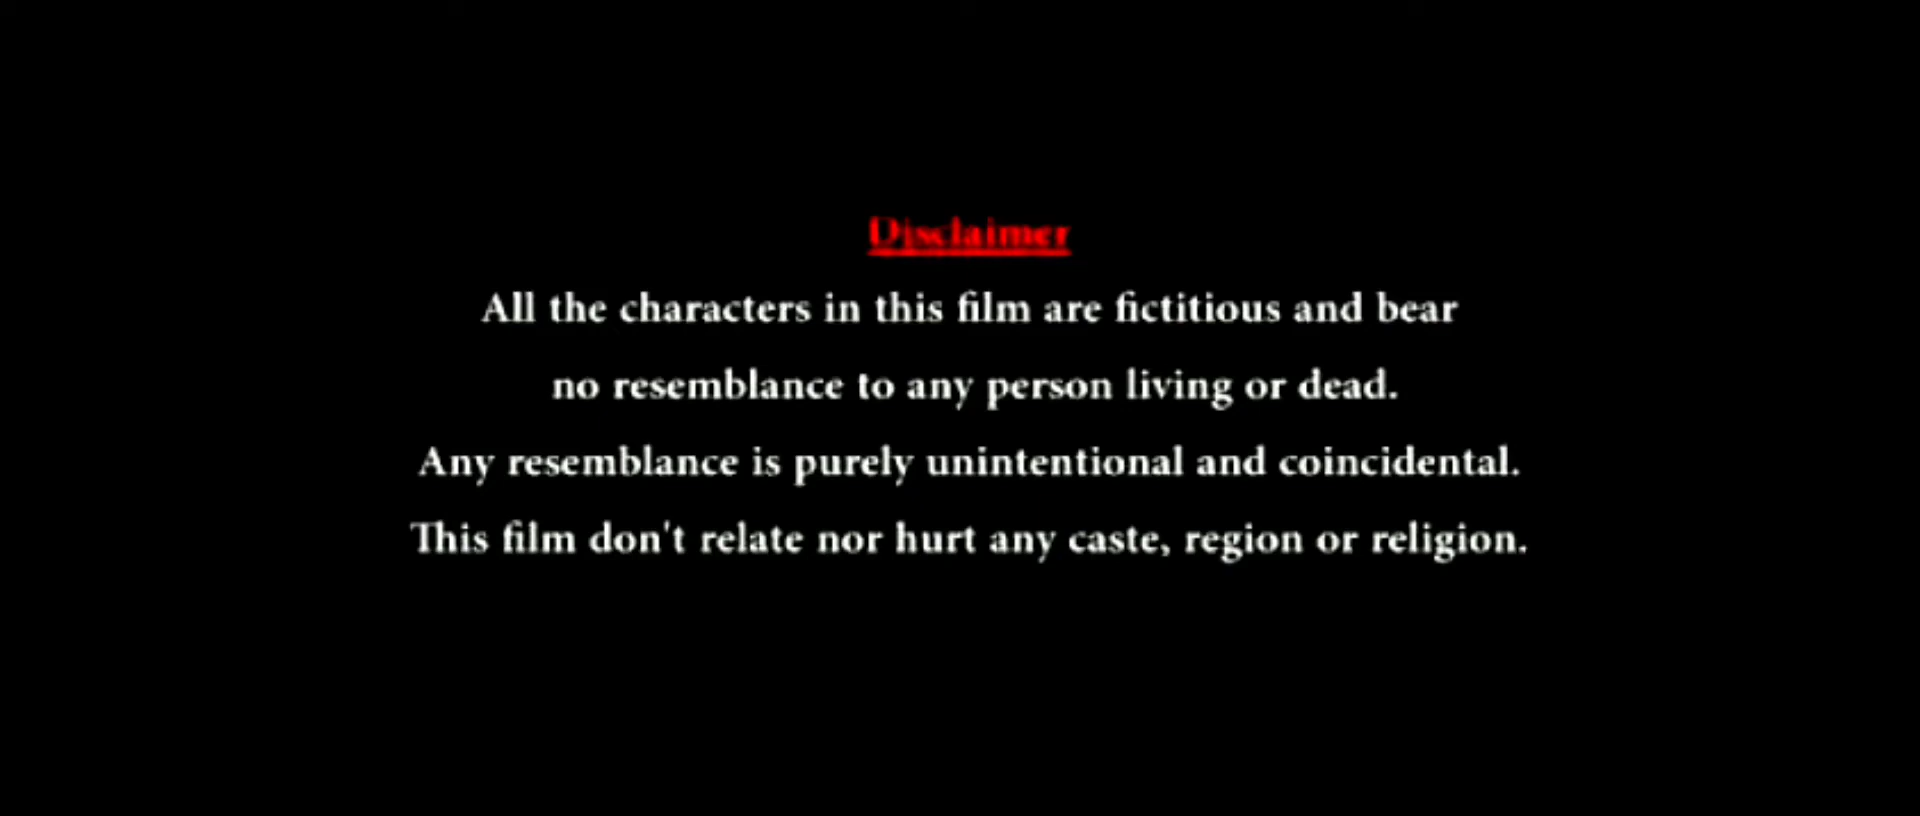 Disclaimer
All the characters in this film are fictitious and bear
no resemblance to any person living or dead.
Any resemblance is purely unintentional and coincidental.
This film don't relate nor hurt any caste, region or religion.